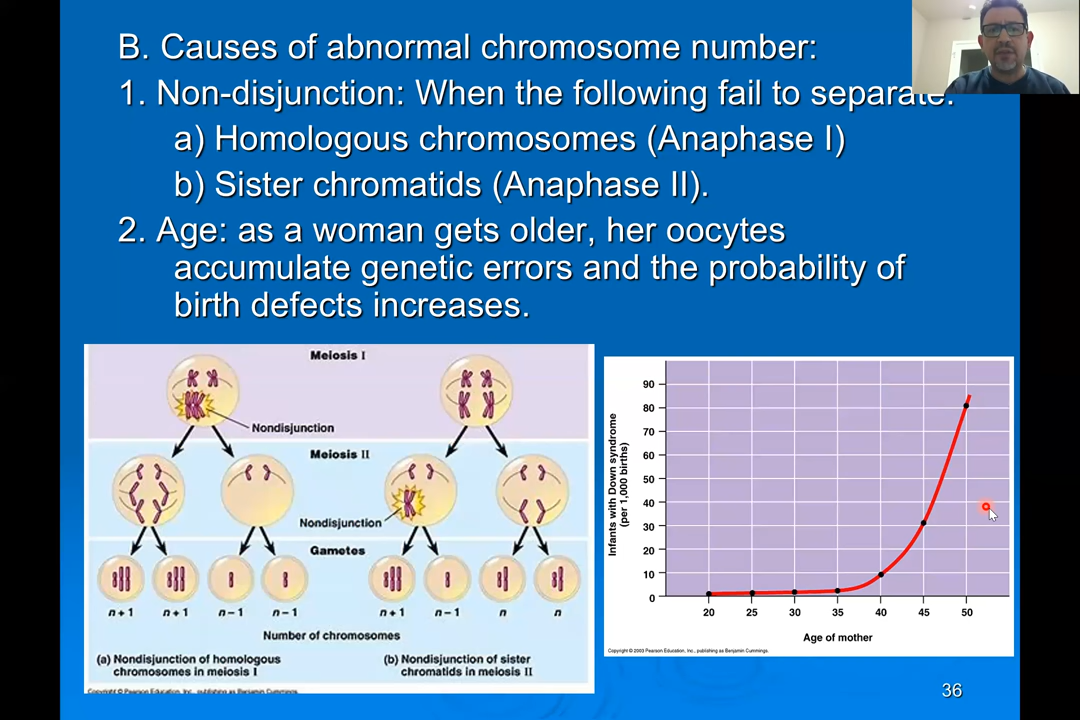 B. Causes of abnormal chromosome number:
1. Non-disjunction: When the following fail to separate:
a) Homologous chromosomes (Anaphase I)
b) Sister chromatids (Anaphase II).
2. Age: as a woman gets older, her oocytes
accumulate genetic errors and the probability of
birth defects increases.
Meiosis I
Nondisjunction
Meiosis II
Nondisjunction
Gametes
n + 1
n + 1
n – 1
n – 1
n + 1
n – 1
n
n
Number of chromosomes
(a) Nondisjunction of homologous
chromosomes in meiosis I
(b) Nondisjunction of sister
chromatids in meiosis II
Copyright © Pearson Education, Inc., publishing as Benjamin Cummings.
Infants with Down syndrome
(per 1,000 births)
90
80
70
60
50
40
30
20
10
0
20
25
30
35
40
45
50
Age of mother
Copyright © 2003 Pearson Education, Inc., publishing as Benjamin Cummings.
36